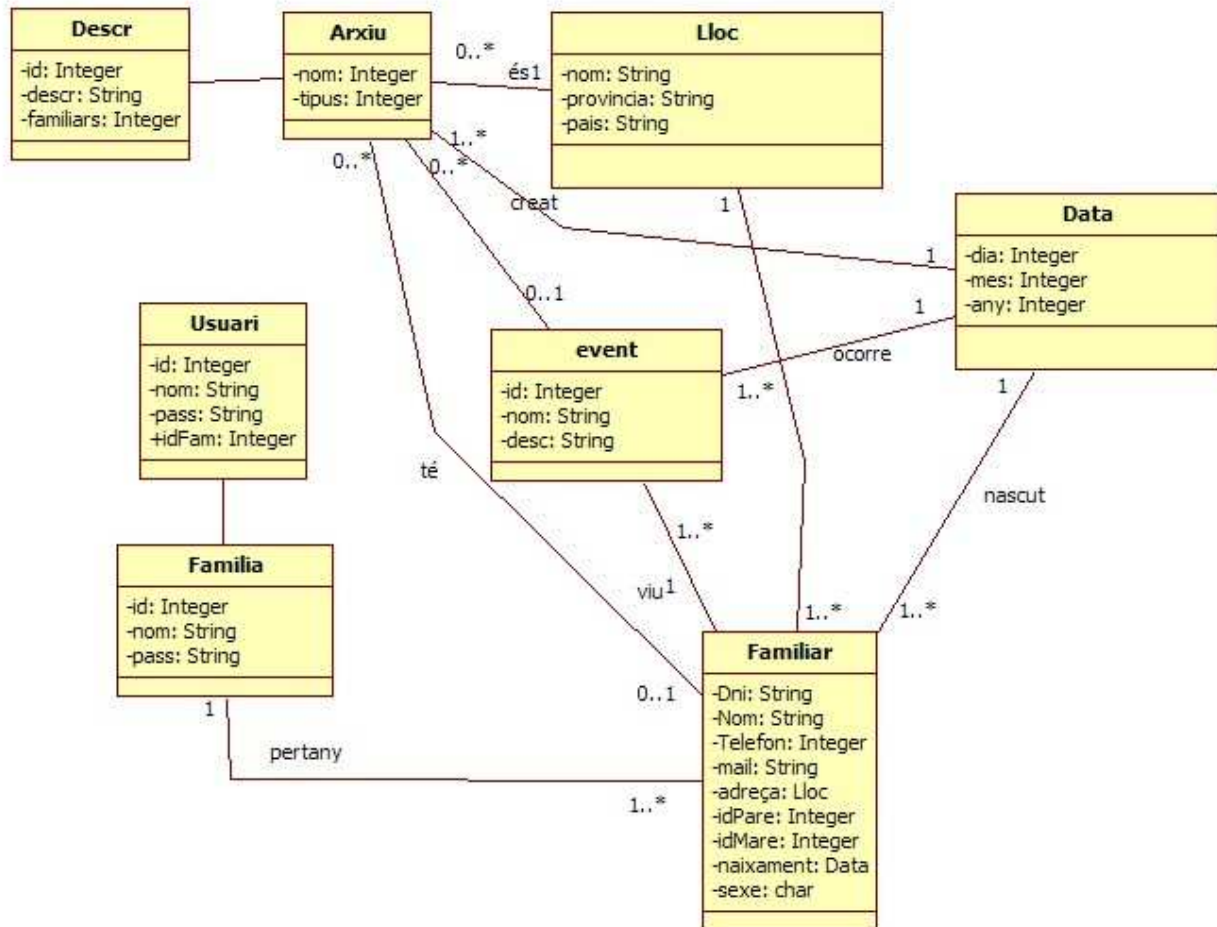 Descr
-id: Integer
-descr: String
-familiars: Integer
Arxiu
-nom: Integer
-tipus: Integer
0..*
és1
Lloc
-nom: String
-provincia: String
-pais: String
0..*
0..*
1..*
creat
1
1
Data
-dia: Integer
-mes: Integer
-any: Integer
0..1
1
ocorre
1..*
1
Usuari
-id: Integer
-nom: String
-pass: String
+idFam: Integer
event
-id: Integer
-nom: String
-desc: String
té
nascut
1..*
viu1
1..*
1..*
Familia
-id: Integer
-nom: String
-pass: String
1
pertany
1..*
0..1
Familiar
-Dni: String
-Nom: String
-Telefon: Integer
-mail: String
-adreça: Lloc
-idPare: Integer
-idMare: Integer
-naixament: Data
-sexe: char